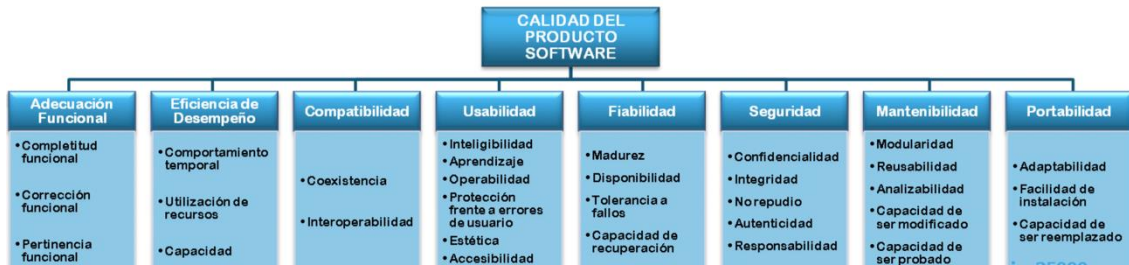 CALIDAD DEL
PRODUCTO
SOFTWARE
Adecuación
Funcional
•Completitud
funcional
•Corrección
funcional
•Pertinencia
funcional
Eficiencia de
Desempeño
•Comportamiento
temporal
•Utilización de
recursos
•Capacidad
Compatibilidad
•Coexistencia
•Interoperabilidad
Usabilidad
•Inteligibilidad
•Aprendizaje
•Operabilidad
•Protección
frente a errores
de usuario
•Estética
•Accesibilidad
Fiabilidad
•Madurez
•Disponibilidad
•Tolerancia a
fallos
•Capacidad de
recuperación
Seguridad
•Confidencialidad
•Integridad
•No repudio
•Autenticidad
•Responsabilidad
Mantenibilidad
•Modularidad
•Reusabilidad
•Analizabilidad
•Capacidad de
ser modificado
•Capacidad de
ser probado
Portabilidad
•Adaptabilidad
•Facilidad de
instalación
•Capacidad de
ser reemplazado